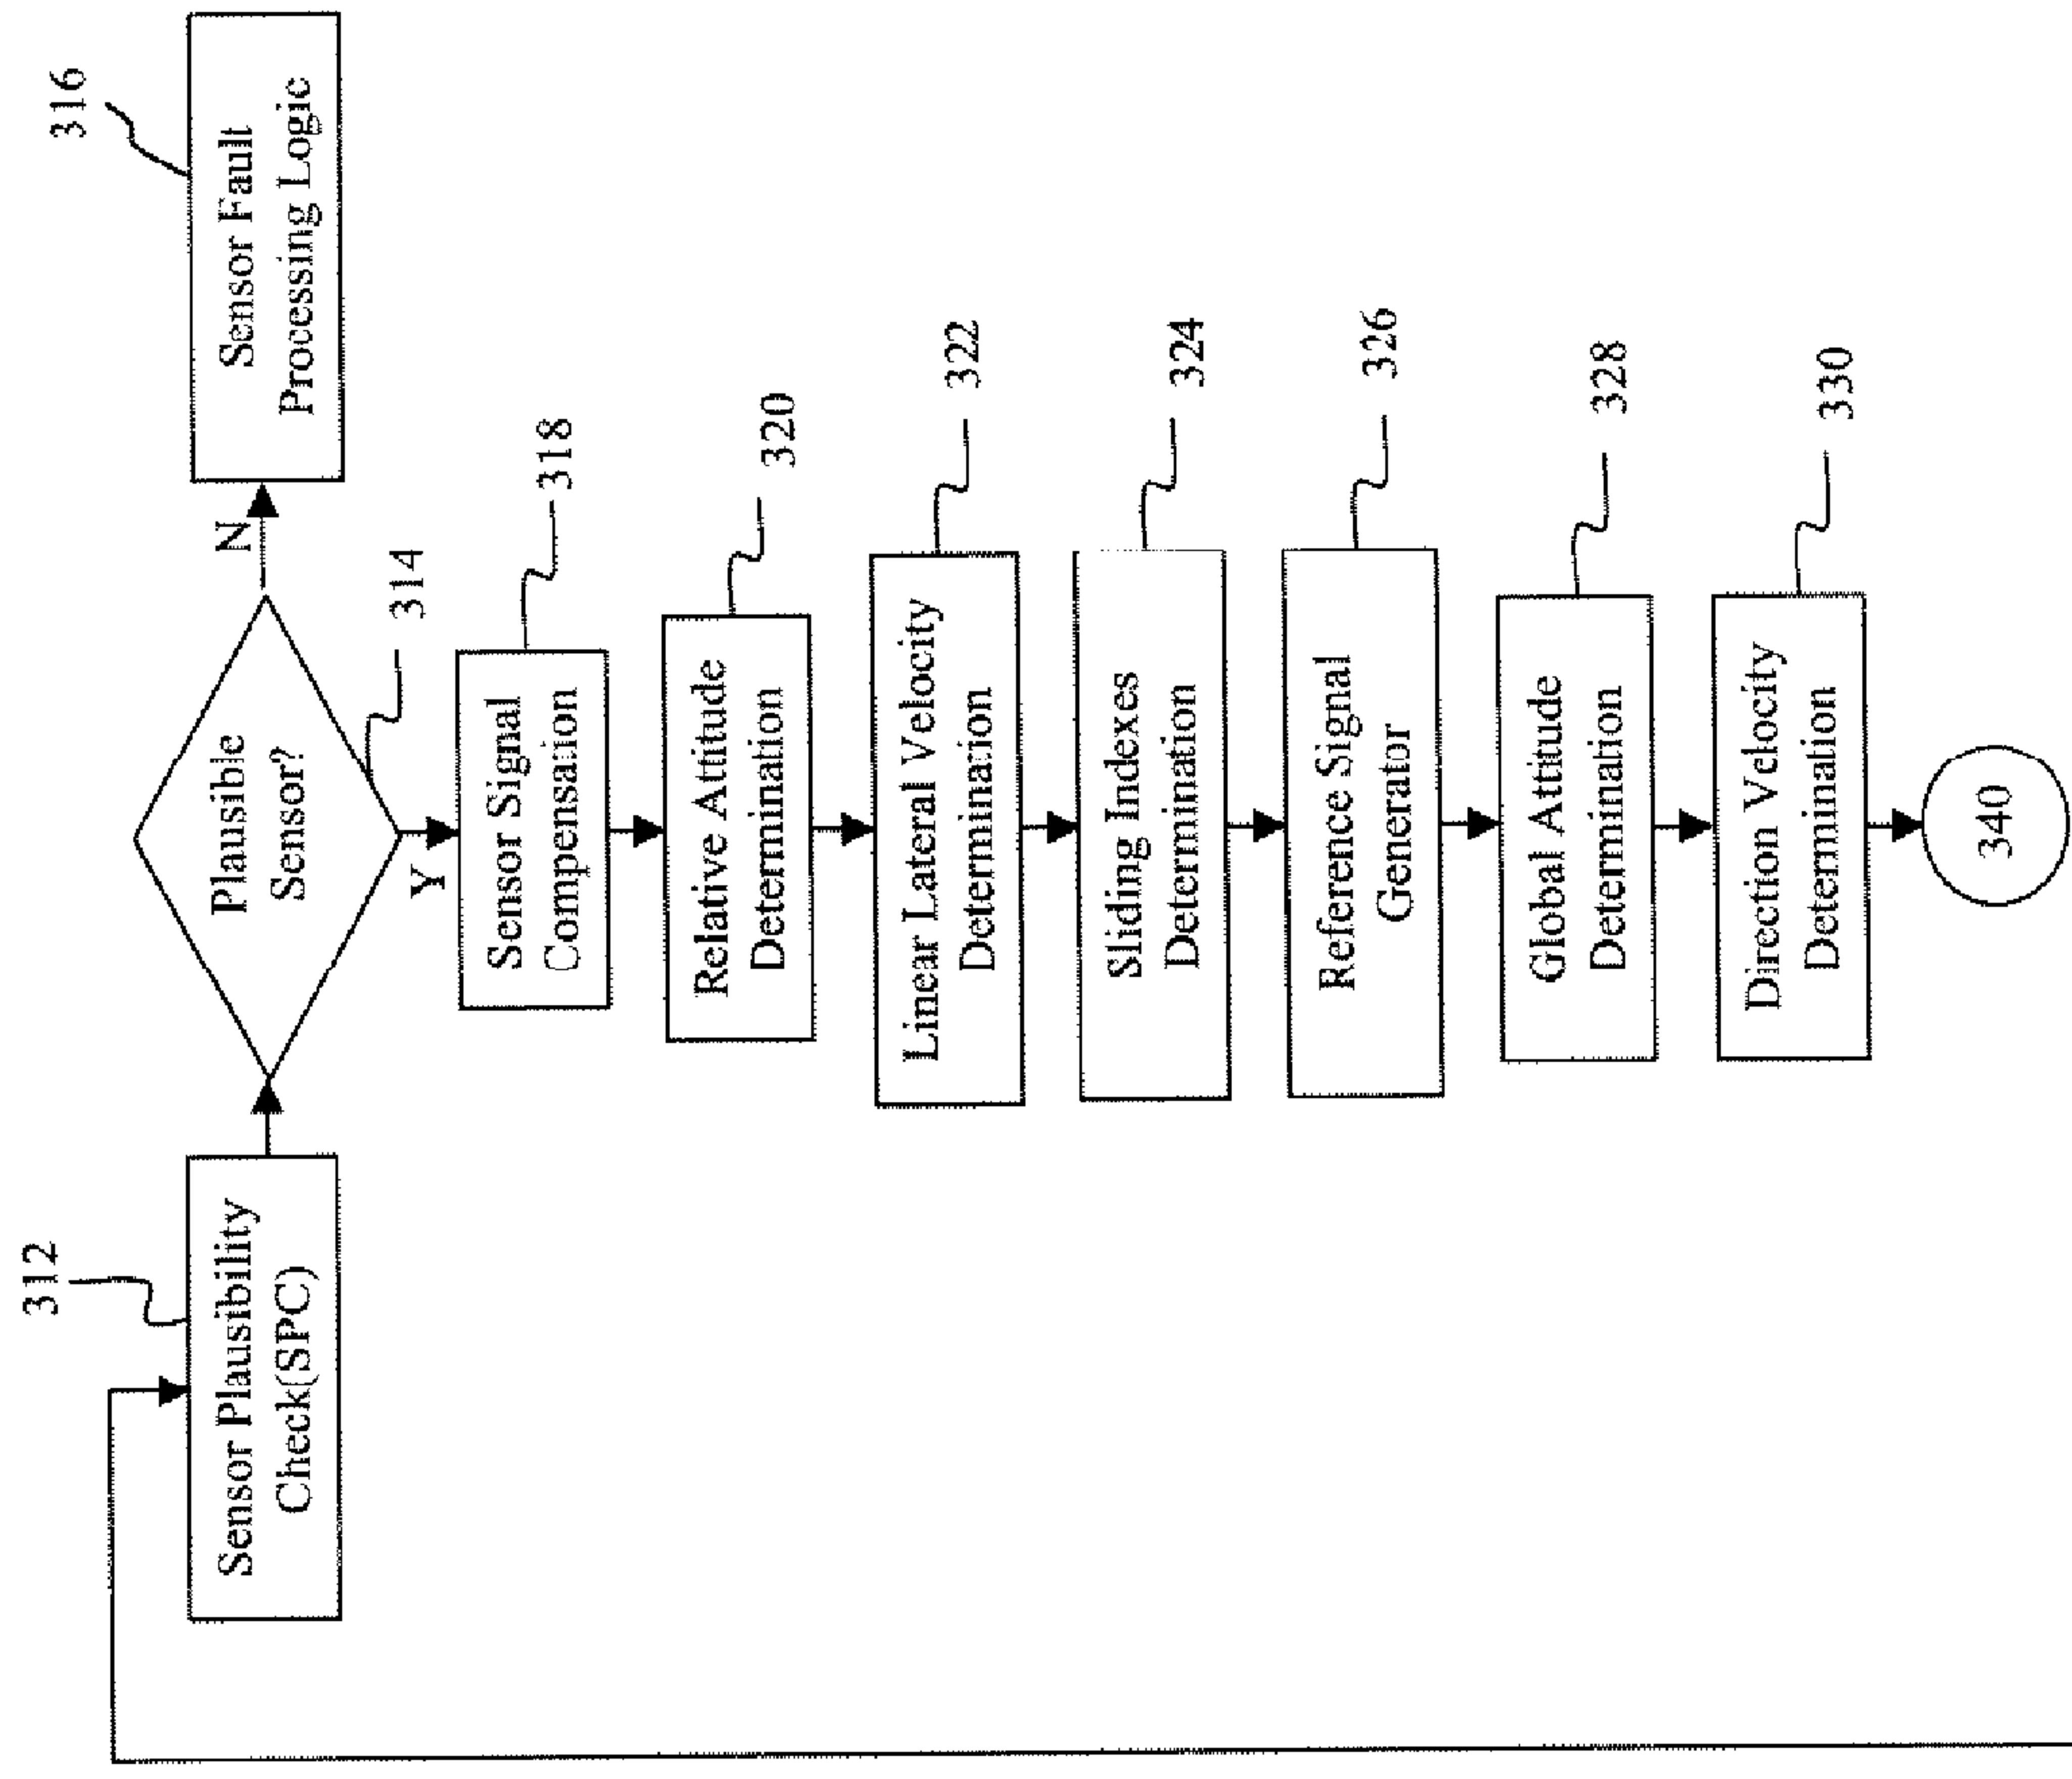 312
Sensor Plausibility
Check(SPC)
Plausible
Sensor?
314
N
316
Sensor Fault
Processing Logic
Y
318
Sensor Signal
Compensation
320
Relative Attitude
Determination
322
Linear Lateral Velocity
Determination
324
Sliding Indexes
Determination
326
Reference Signal
Generator
328
Global Attitude
Determination
330
Direction Velocity
Determination
340